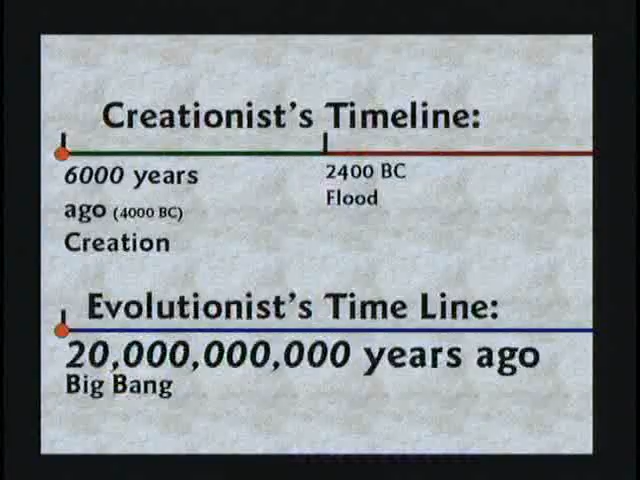 Creationist's Timeline:
6000 years
ago (4000 BC)
Creation
2400 BC
Flood
Evolutionist's Time Line:
20,000,000,000 years ago
Big Bang